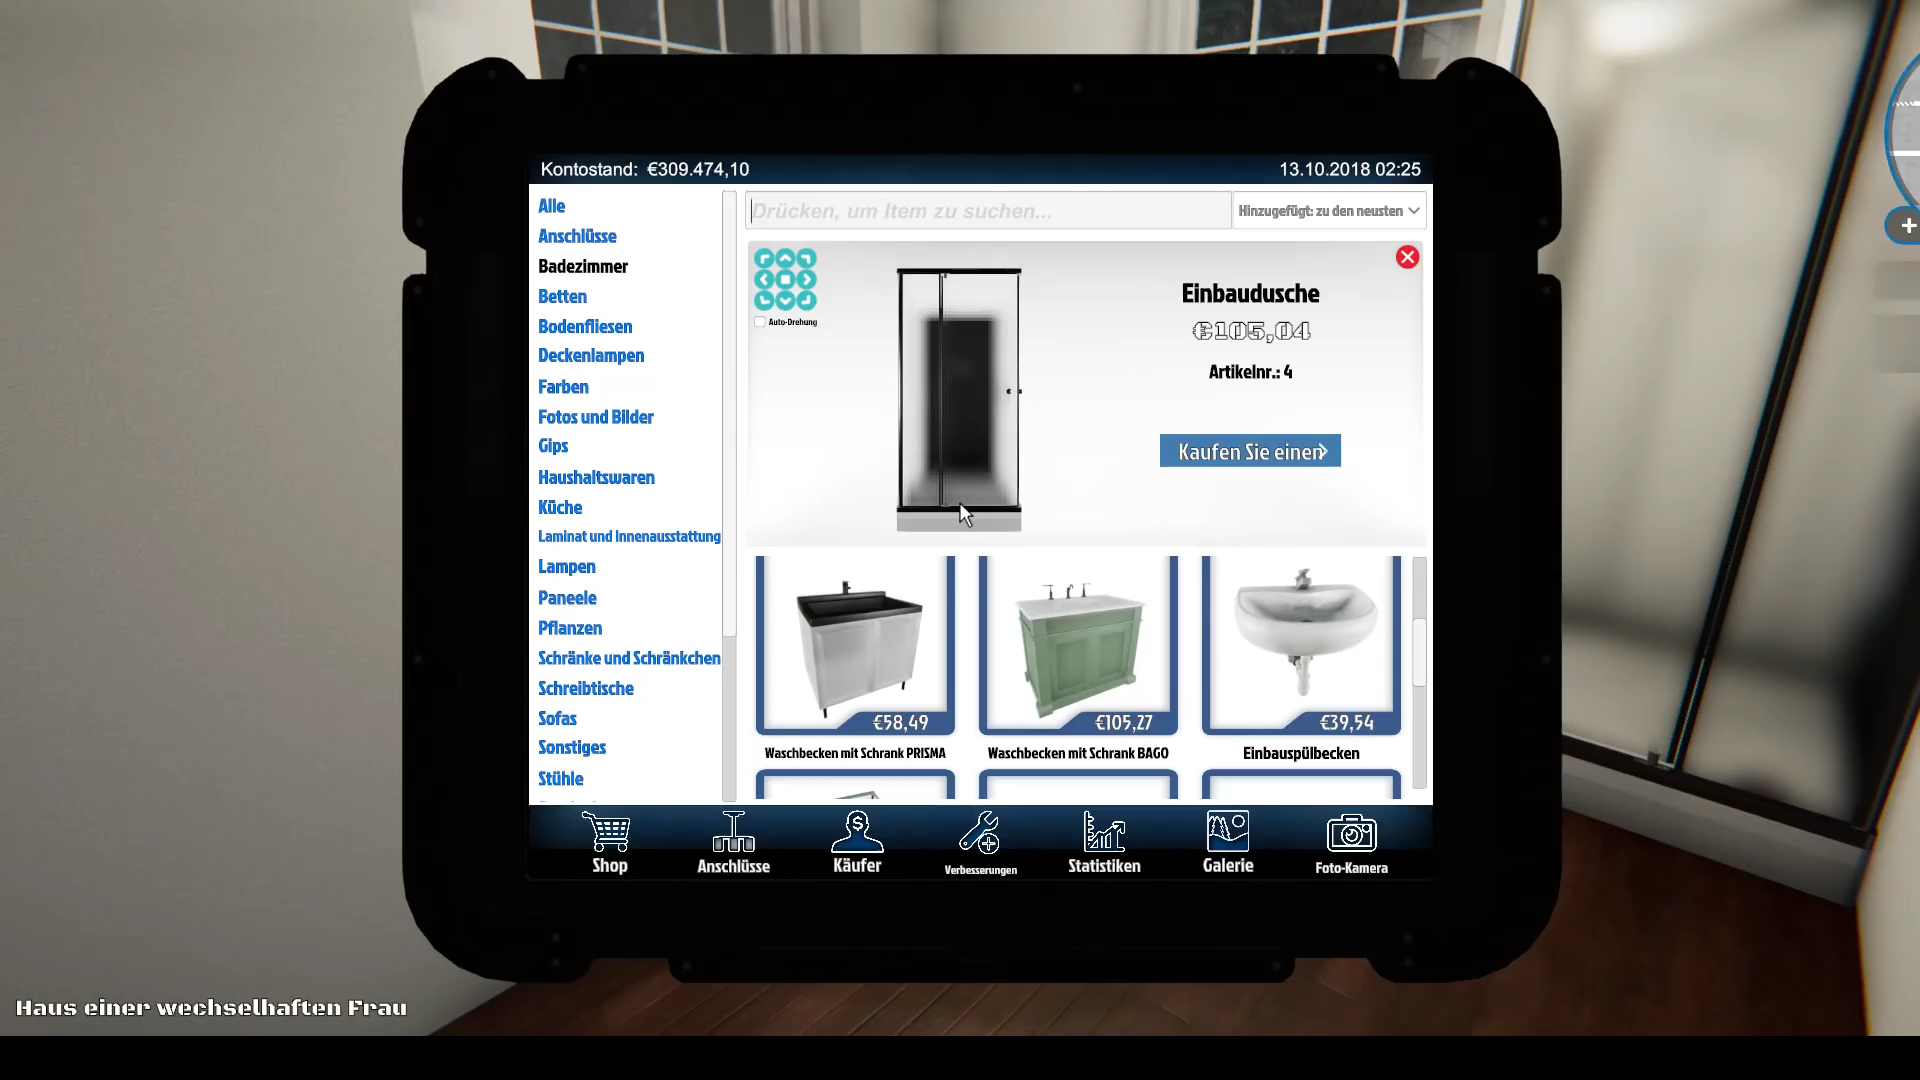 Kontostand: €309.474,10
13.10.2018 02:25
Alle
Anschlüsse
Badezimmer
Betten
Bodenfliesen
Deckenlampen
Farben
Fotos und Bilder
Gips
Haushaltswaren
Küche
Laminat und Innenausstattung
Lampen
Paneele
Pflanzen
Schränke und Schränkchen
Schreibtische
Sofas
Sonstiges
Stühle
Drücken, um Item zu suchen...
Hinzugefügt: zu den neusten
Auto-Drehung
Einbaudusche
€105,04
Artikelnr.: 4
Kaufen Sie einen
€58,49
€105,27
€39,54
Waschbecken mit Schrank PRISMA
Waschbecken mit Schrank BAGO
Einbauspülbecken
Shop
Anschlüsse
Käufer
Verbesserungen
Statistiken
Galerie
Foto-Kamera
Haus einer wechselhaften Frau